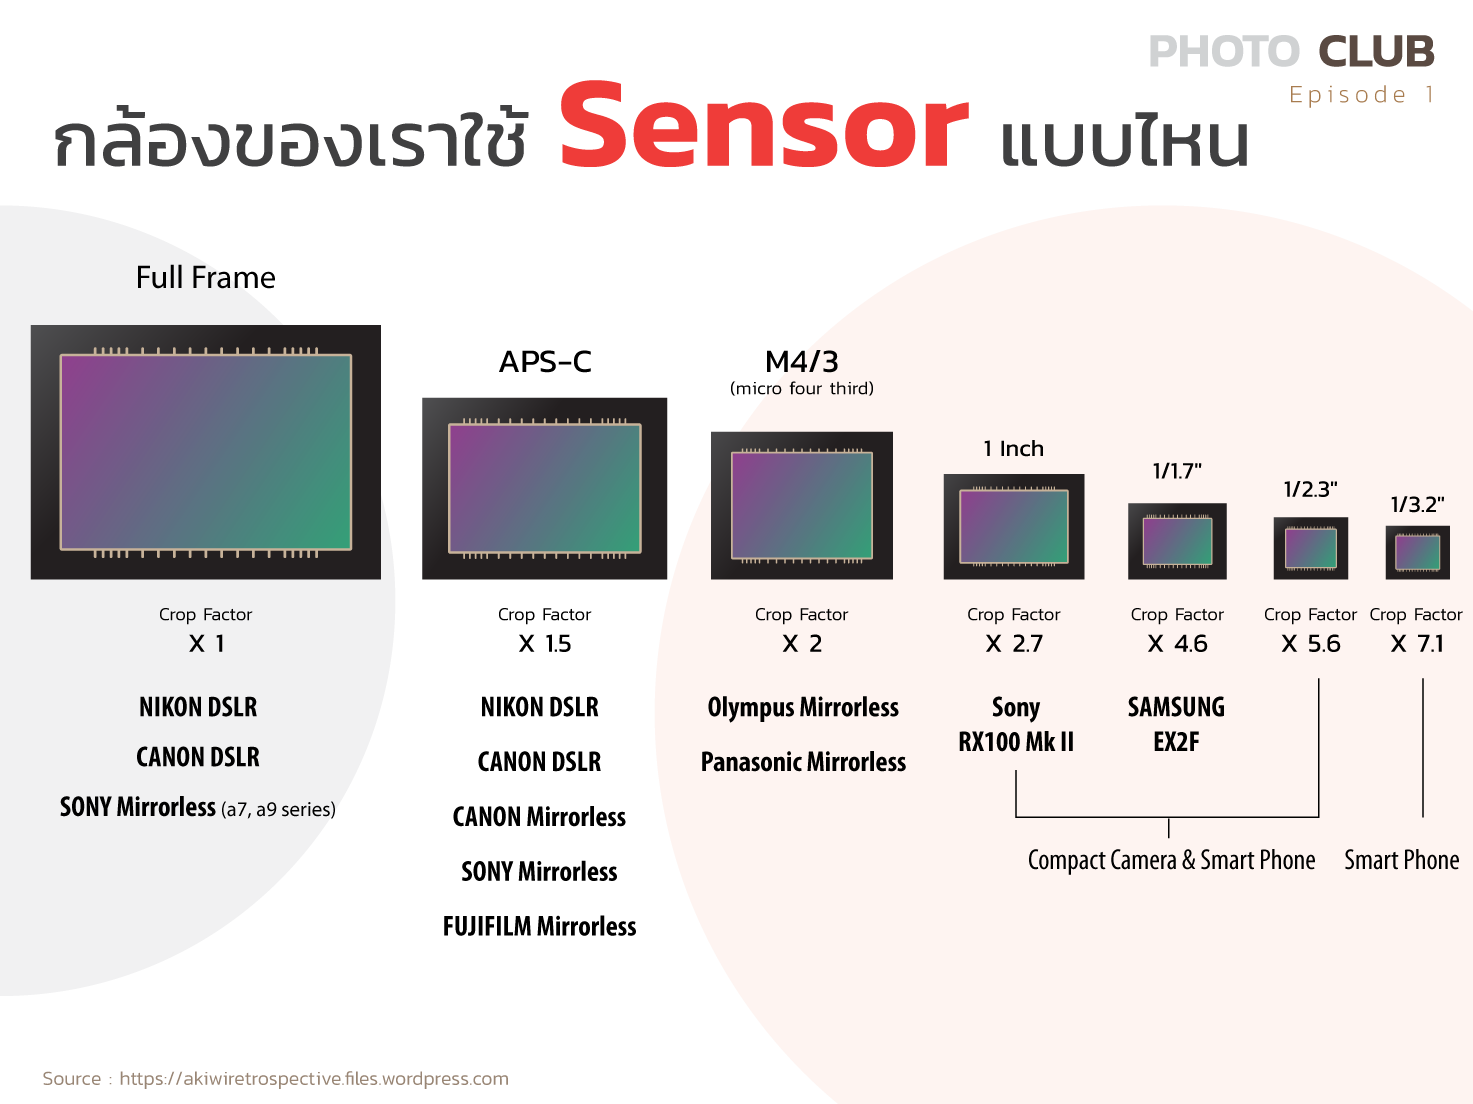 PHOTO CLUB
Episode 1
กล้องของเราใช้ Sensor แบบไหน
Full Frame
APS-C
M4/3
(micro four third)
1 Inch
1/1.7"
1/2.3"
1/3.2"
Crop Factor
X 1
Crop Factor
X 1.5
Crop Factor
X 2
Crop Factor
X 2.7
Crop Factor
X 4.6
Crop Factor
X 5.6
Crop Factor
X 7.1
NIKON DSLR
CANON DSLR
SONY Mirrorless (a7, a9 series)
NIKON DSLR
CANON DSLR
CANON Mirrorless
SONY Mirrorless
FUJIFILM Mirrorless
Olympus Mirrorless
Panasonic Mirrorless
Sony
RX100 Mk II
SAMSUNG
EX2F
Compact Camera & Smart Phone
Smart Phone
Source : https://akiwiretrospective.files.wordpress.com